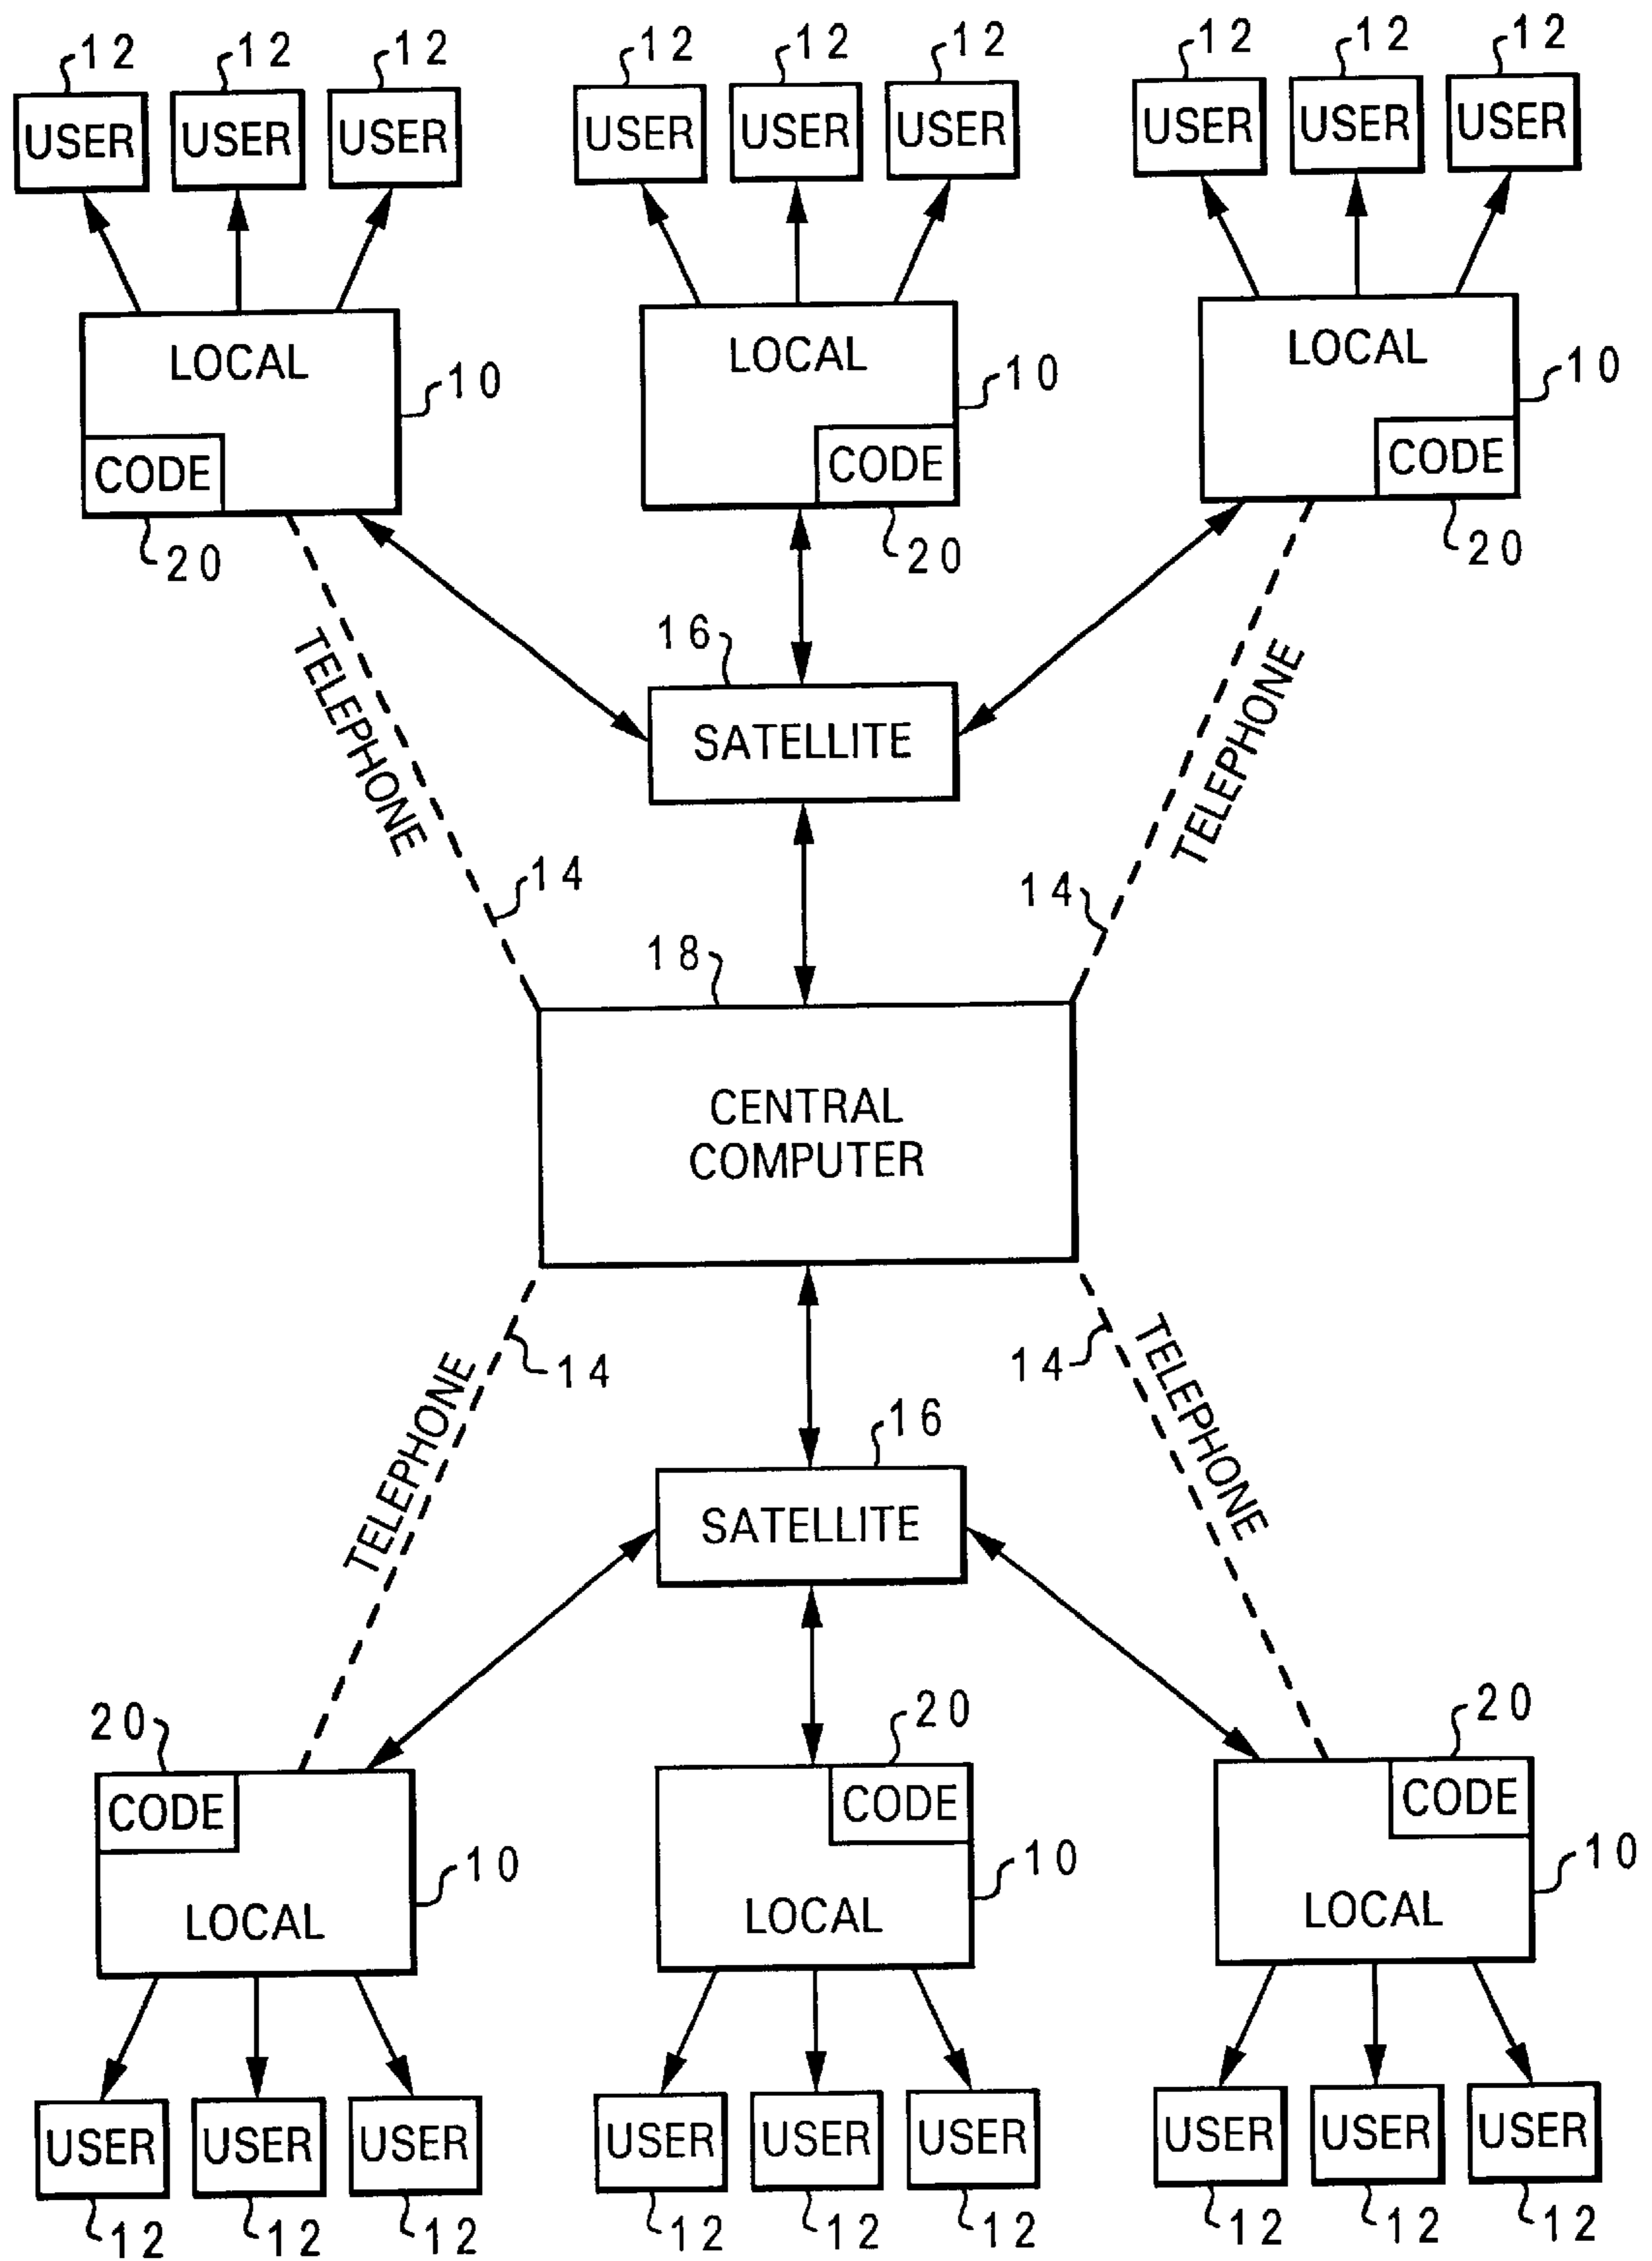 12 12 12 12 12 12 12 12 12
USER USER USER USER USER USER USER USER USER
LOCAL LOCAL LOCAL
10 10 10
CODE CODE CODE
20 20 20
16
TELEPHONE SATELLITE TELEPHONE
14 14
18
CENTRAL
COMPUTER
14 14
TELEPHONE TELEPHONE
16
SATELLITE
20 20 20
CODE CODE CODE
10 10 10
LOCAL LOCAL LOCAL
USER USER USER USER USER USER USER USER USER
12 12 12 12 12 12 12 12 12